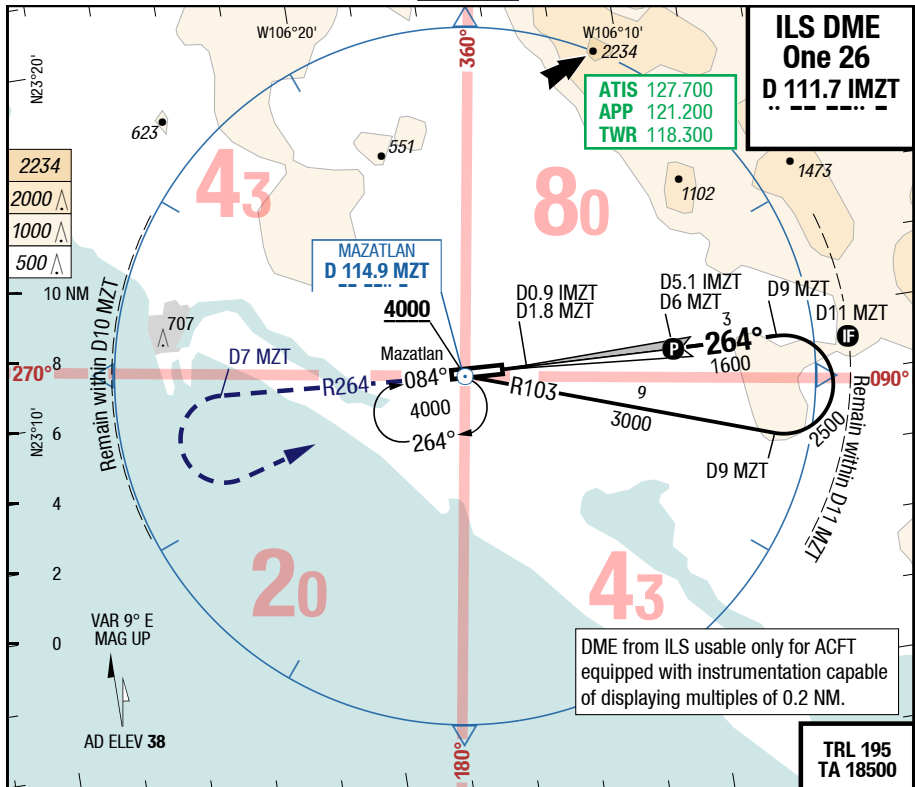 W106°20'
W106°10'
ILS DME
One 26
D 111.7 IMZT
360°
2234
N23°20'
ATIS 127.700
APP 121.200
TWR 118.300
623
551
2234
2000
1000
500
43
80
1102
1473
MAZATLAN
D 114.9 MZT
10 NM
Remain within D10 MZT
707
4000
D0.9 IMZT
D1.8 MZT
D5.1 IMZT
D6 MZT
D9 MZT
D11 MZT
3
IF
P
264°
1600
D7 MZT
Mazatlan
8
270°
R264
084°
R103
090°
9
4000
3000
2500
N23°10'
6
264°
D9 MZT
Remain within D11 MZT
4
20
43
2
VAR 9° E
MAG UP
0
DME from ILS usable only for ACFT
equipped with instrumentation capable
of displaying multiples of 0.2 NM.
AD ELEV 38
180°
TRL 195
TA 18500